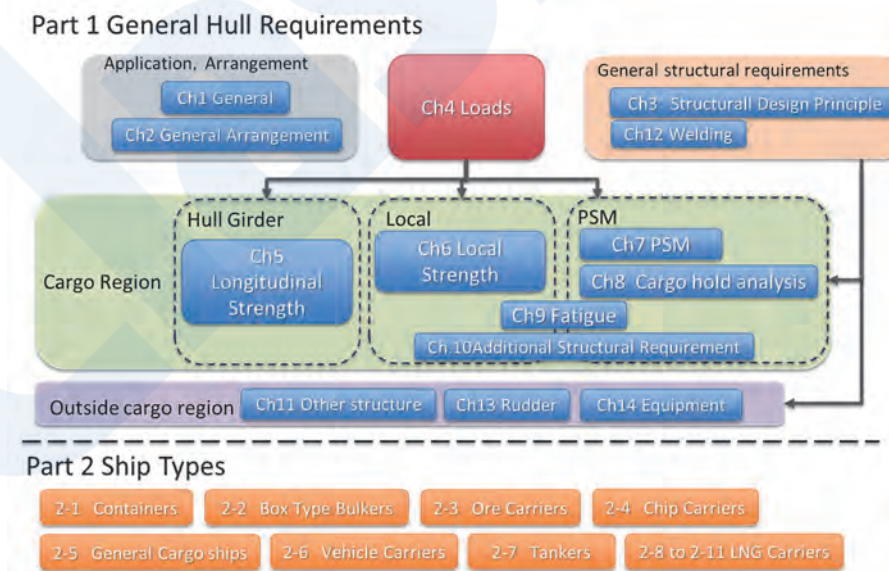 Part 1 General Hull Requirements
Application, Arrangement
Ch1 General
Ch2 General Arrangement
Ch4 Loads
General structural requirements
Ch3 Structurall Design Principle
Ch12 Welding
Cargo Region
Hull Girder
Ch5
Longitudinal
Strength
Local
Ch6 Local
Strength
PSM
Ch7 PSM
Ch8 Cargo hold analysis
Ch9 Fatigue
Ch.10Additional Structural Requirement
Outside cargo region
Ch11 Other structure
Ch13 Rudder
Ch14 Equipment
Part 2 Ship Types
2-1 Containers
2-2 Box Type Bulkers
2-3 Ore Carriers
2-4 Chip Carriers
2-5 General Cargo ships
2-6 Vehicle Carriers
2-7 Tankers
2-8 to 2-11 LNG Carriers